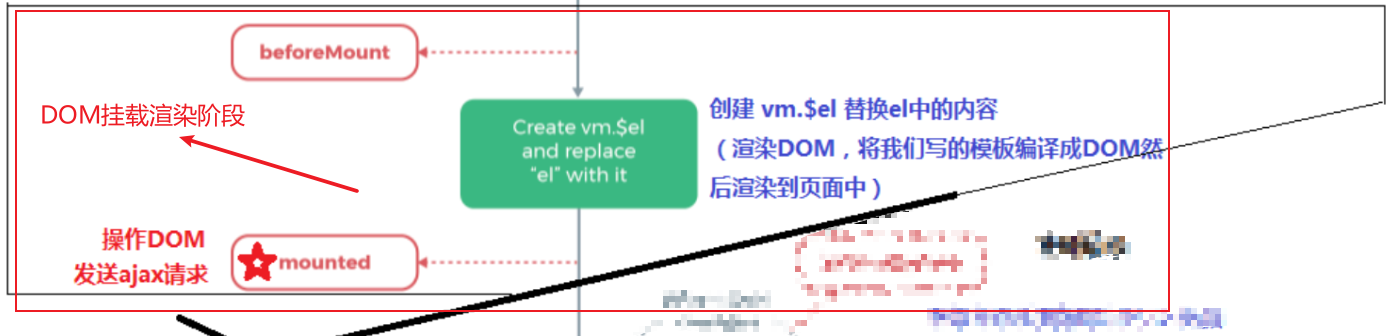 beforeMount
DOM挂载渲染阶段
Create vm.$el
and replace
"el" with it
创建 vm.$el 替换el中的内容
（渲染DOM，将我们写的模板编译成DOM然
后渲染到页面中）
操作DOM
发送ajax请求
mounted